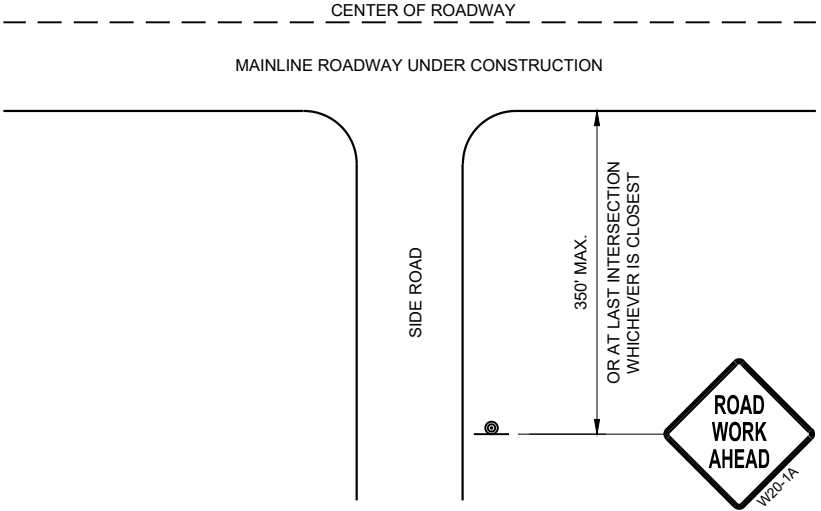 CENTER OF ROADWAY
MAINLINE ROADWAY UNDER CONSTRUCTION
SIDE ROAD
350' MAX.
OR AT LAST INTERSECTION
WHICHEVER IS CLOSEST
ROAD
WORK
AHEAD
W20-1A